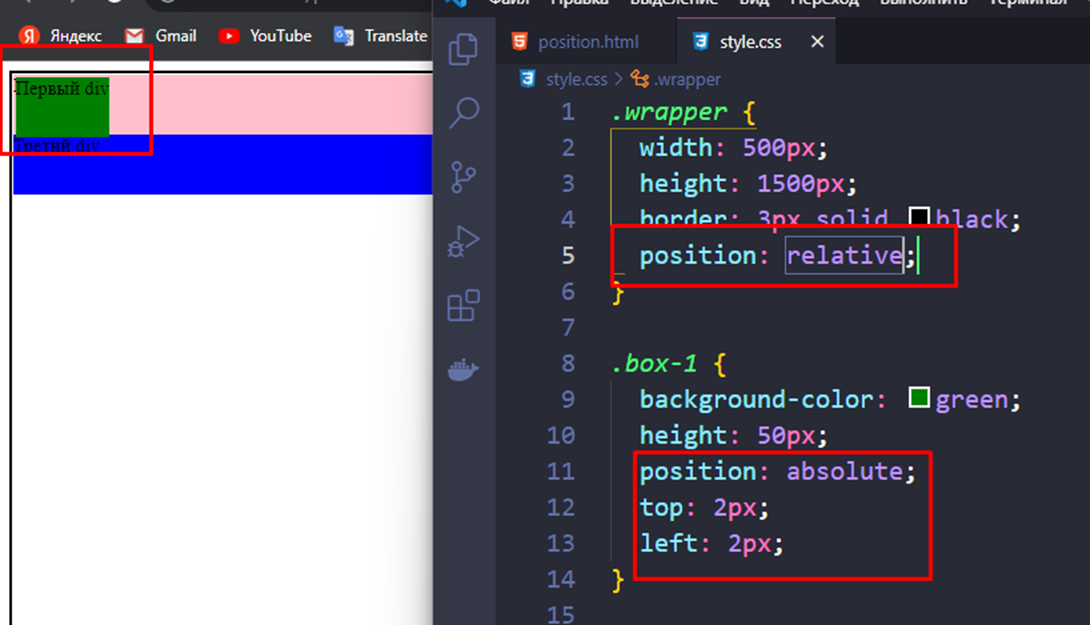 Файл Правка Выделение Вид Переход Выполнить Терминал
Яндекс Gmail YouTube Translate
position.html style.css
style.css > .wrapper
Первый div
Третий div
1 .wrapper {
2 width: 500px;
3 height: 1500px;
4 border: 3px solid black;
5 position: relative;
6 }
7
8 .box-1 {
9 background-color: green;
10 height: 50px;
11 position: absolute;
12 top: 2px;
13 left: 2px;
14 }
15